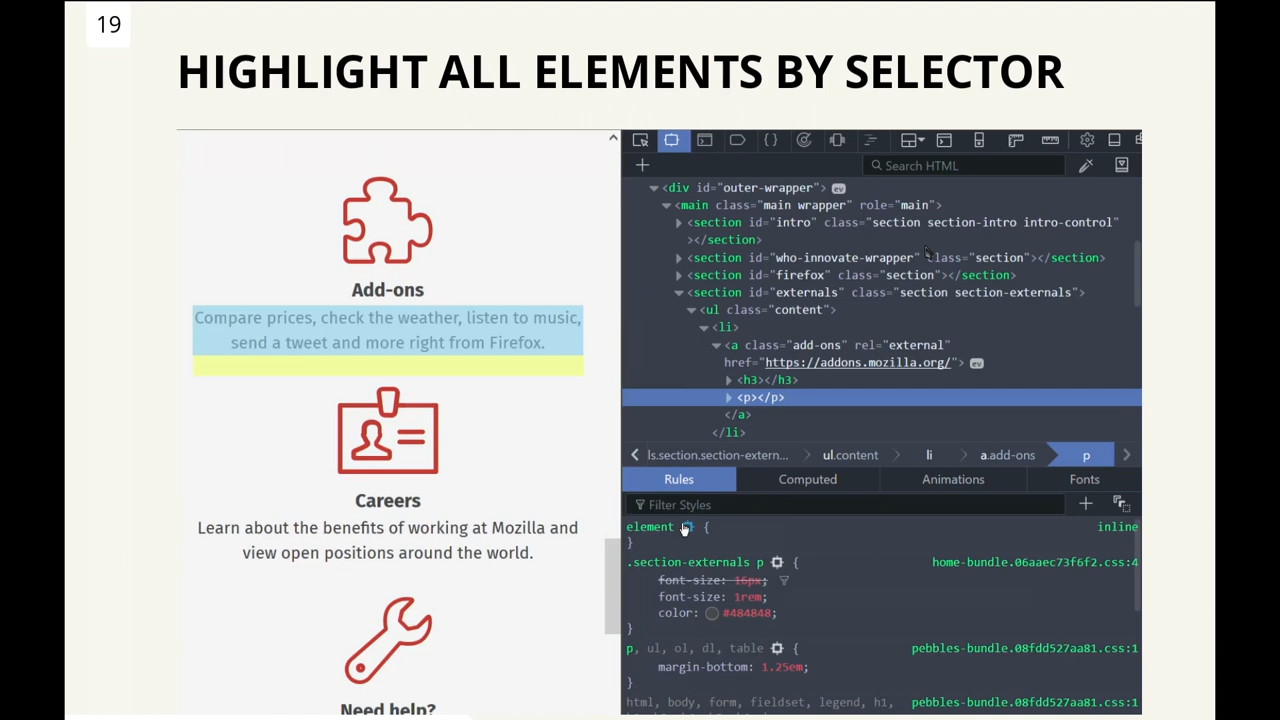 19
HIGHLIGHT ALL ELEMENTS BY SELECTOR
Add-ons
Compare prices, check the weather, listen to music,
send a tweet and more right from Firefox.
Careers
Learn about the benefits of working at Mozilla and
view open positions around the world.
Need help?
Search HTML
<div id="outer-wrapper"> ev
<main class="main wrapper" role="main">
<section id="intro" class="section section-intro intro-control"
></section>
<section id="who-innovate-wrapper" class="section"></section>
<section id="firefox" class="section"></section>
<section id="externals" class="section section-externals">
<ul class="content">
<li>
<a class="add-ons" rel="external"
href="https://addons.mozilla.org/"> ev
<h3></h3>
<p></p>
</a>
</li>
ls.section.section-extern... ul.content li a.add-ons p
Rules Computed Animations Fonts
Filter Styles
element { inline
}
.section-externals p { home-bundle.06aaec73f6f2.css:4
font-size: 16px;
font-size: 1rem;
color: #484848;
}
p, ul, ol, dl, table { pebbles-bundle.08fdd527aa81.css:1
margin-bottom: 1.25em;
}
html, body, form, fieldset, legend, h1, pebbles-bundle.08fdd527aa81.css:1